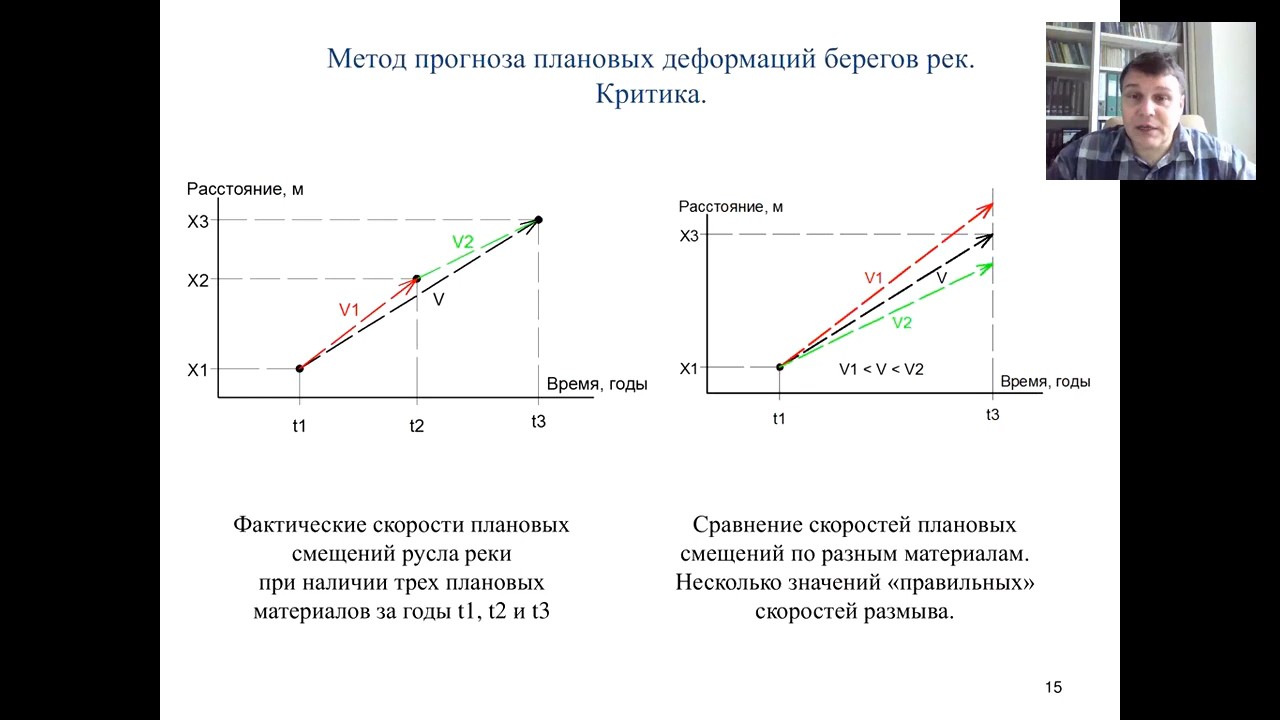 Метод прогноза плановых деформаций берегов рек.
Критика.
Расстояние, м
X3
X2
X1
V1
V2
V
Время, годы
t1
t2
t3
Расстояние, м
X3
X1
V1
V
V2
V1 < V < V2
Время, годы
t1
t3
Фактические скорости плановых
смещений русла реки
при наличии трех плановых
материалов за годы t1, t2 и t3
Сравнение скоростей плановых
смещений по разным материалам.
Несколько значений «правильных»
скоростей размыва.
15